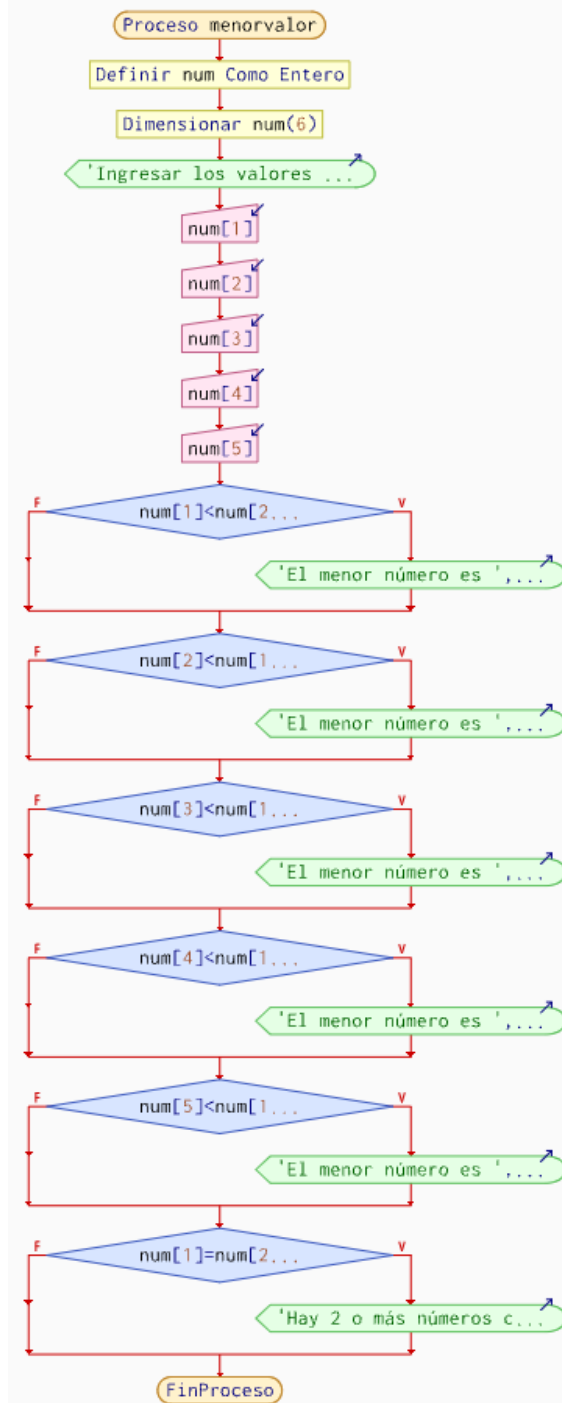 Proceso menorvalor
Definir num Como Entero
Dimensionar num(6)
'Ingresar los valores ...
num[1]
num[2]
num[3]
num[4]
num[5]
F
num[1]<num[2...
V
'El menor número es ',...
F
num[2]<num[1...
V
'El menor número es ',...
F
num[3]<num[1...
V
'El menor número es ',...
F
num[4]<num[1...
V
'El menor número es ',...
F
num[5]<num[1...
V
'El menor número es ',...
F
num[1]=num[2...
V
'Hay 2 o más números c...
FinProceso